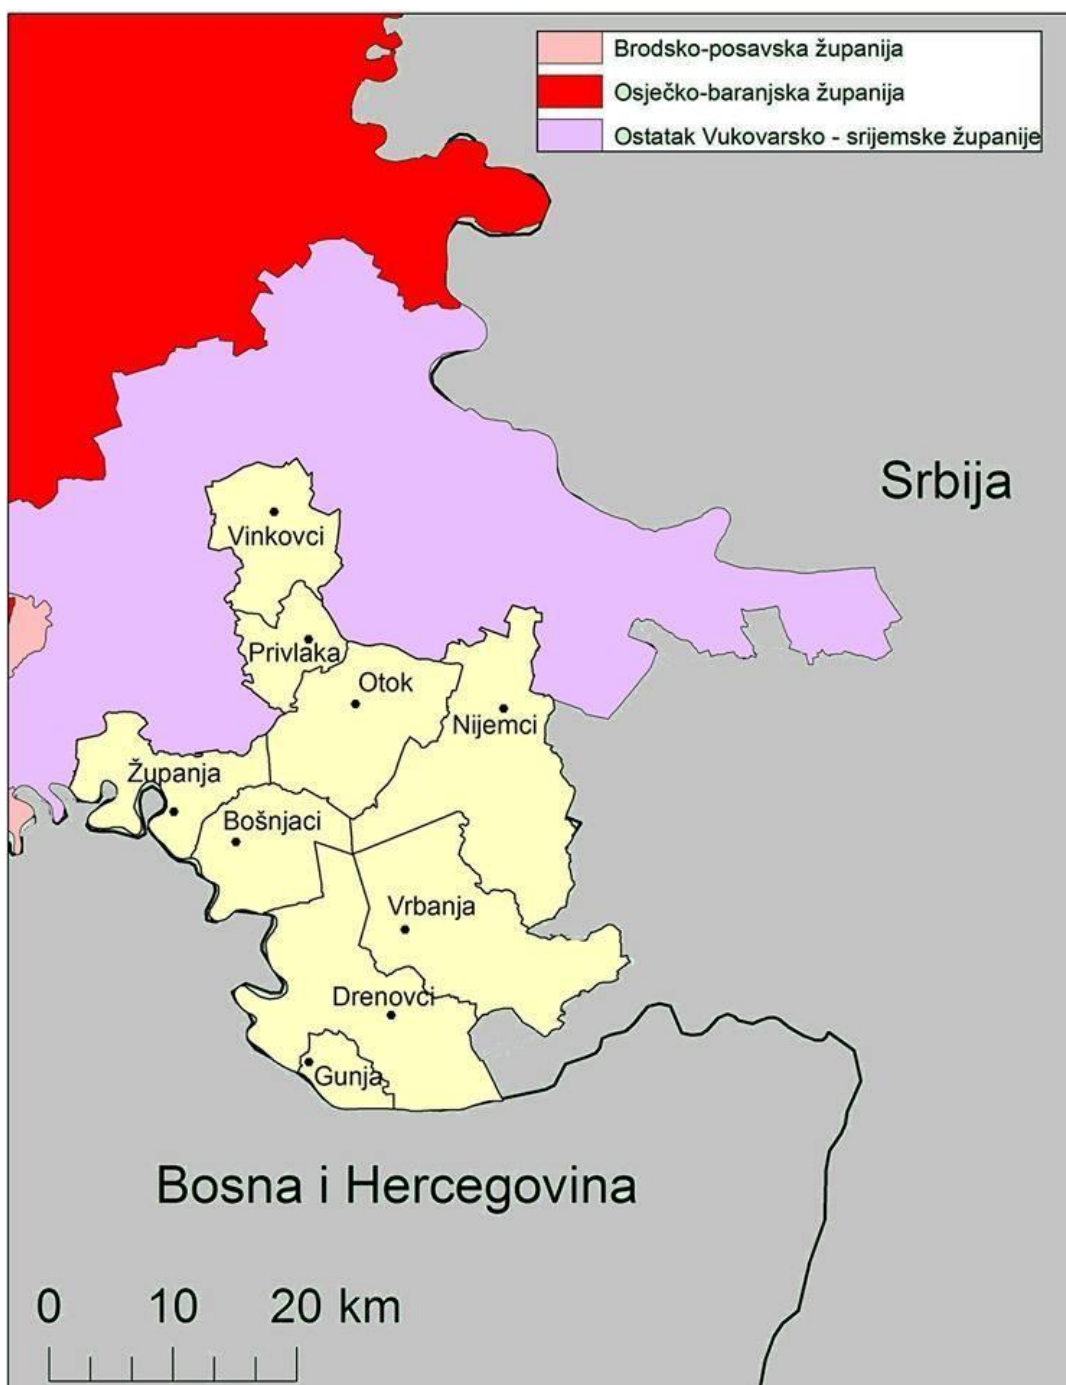 Brodsko-posavska županija
Osječko-baranjska županija
Ostatak Vukovarsko - srijemske županije
Srbija
Vinkovci
Privlaka
Otok
Nijemci
Županja
Bošnjaci
Vrbanja
Drenovci
Gunja
Bosna i Hercegovina
0 10 20 km